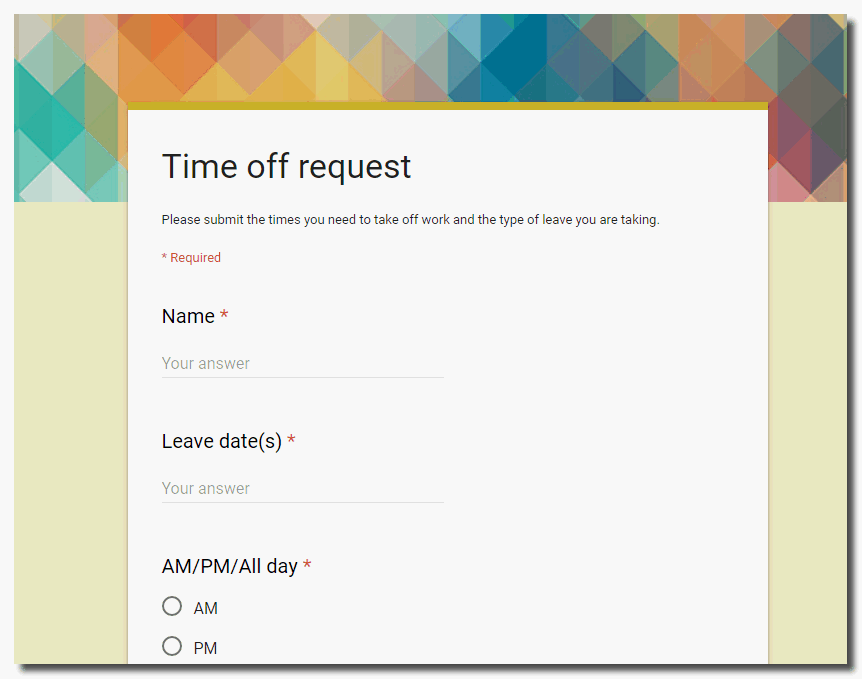 Time off request
Please submit the times you need to take off work and the type of leave you are taking.
* Required
Name *
Your answer
Leave date(s) *
Your answer
AM/PM/All day *
AM
PM